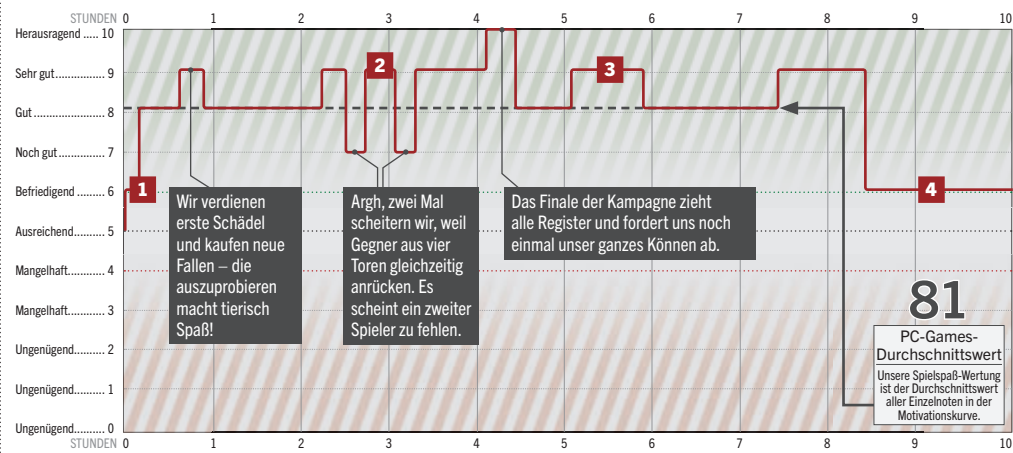 STUNDEN 0 1 2 3 4 5 6 7 8 9 10
Herausragend ..... 10
Sehr gut............... 9
Gut ...................... 8
Noch gut .............. 7
Befriedigend ........ 6
Ausreichend ........ 5
Mangelhaft.......... 4
Mangelhaft.......... 3
Ungenügend......... 2
Ungenügend......... 1
Ungenügend......... 0
STUNDEN 0 1 2 3 4 5 6 7 8 9 10
1
2
3
4
Wir verdienen
erste Schädel
und kaufen neue
Fallen – die
auszuprobieren
macht tierisch
Spaß!
Argh, zwei Mal
scheitern wir, weil
Gegner aus vier
Toren gleichzeitig
anrücken. Es
scheint ein zweiter
Spieler zu fehlen.
Das Finale der Kampagne zieht
alle Register und fordert uns noch
einmal unser ganzes Können ab.
81
PC-Games-
Durchschnittswert
Unsere Spielspaß-Wertung
ist der Durchschnittswert
aller Einzelnoten in der
Motivationskurve.